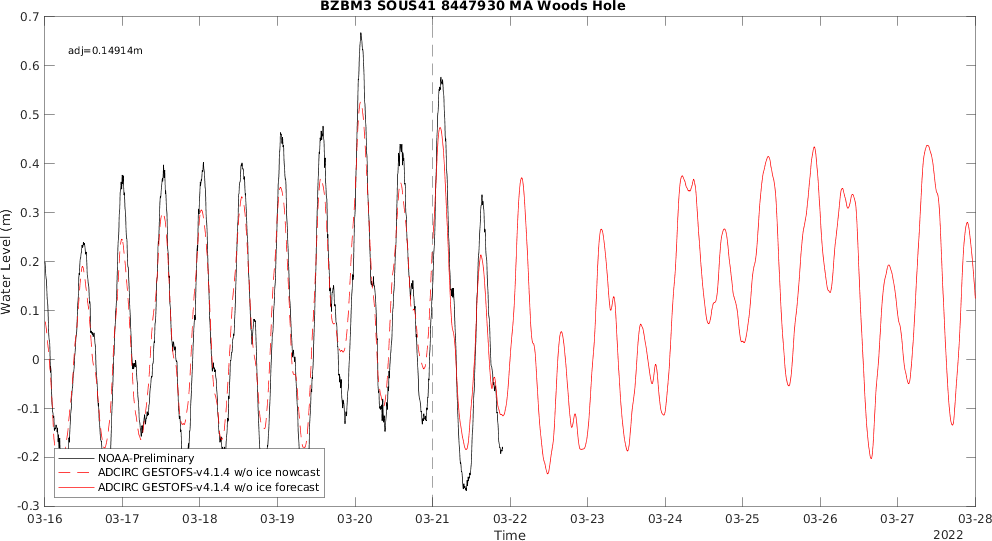 BZBM3 SOUS41 8447930 MA Woods Hole
adj=0.14914m
Water Level (m)
0.7
0.6
0.5
0.4
0.3
0.2
0.1
0
-0.1
-0.2
-0.3
NOAA-Preliminary
ADCIRC GESTOFS-v4.1.4 w/o ice nowcast
ADCIRC GESTOFS-v4.1.4 w/o ice forecast
03-16 03-17 03-18 03-19 03-20 03-21 03-22 03-23 03-24 03-25 03-26 03-27 03-28
Time
2022